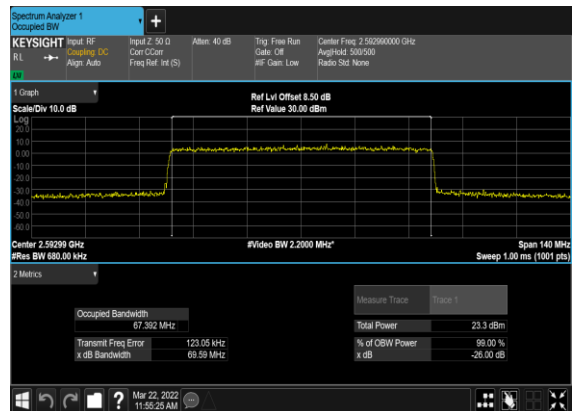 Spectrum Analyzer 1
Occupied BW
+
KEYSIGHT
RL
Input: RF
Coupling: DC
Align: Auto
Input Z: 50 Ω
Corr CCorr
Freq Ref: Int (S)
Atten: 40 dB
Trig: Free Run
Gate: Off
#IF Gain: Low
Center Freq: 2.592990000 GHz
Avg|Hold: 500/500
Radio Std: None
1 Graph
Scale/Div 10.0 dB
Ref Lvl Offset 8.50 dB
Ref Value 30.00 dBm
Log
20.0
10.0
0.00
-10.0
-20.0
-30.0
-40.0
-50.0
-60.0
Center 2.59299 GHz
#Res BW 680.00 kHz
#Video BW 2.2000 MHz*
Span 140 MHz
Sweep 1.00 ms (1001 pts)
2 Metrics
Measure Trace Trace 1
Occupied Bandwidth
67.392 MHz
Total Power 23.3 dBm
Transmit Freq Error 123.05 kHz
% of OBW Power 99.00 %
x dB Bandwidth 69.59 MHz
x dB -26.00 dB
?
Mar 22, 2022
11:55:25 AM